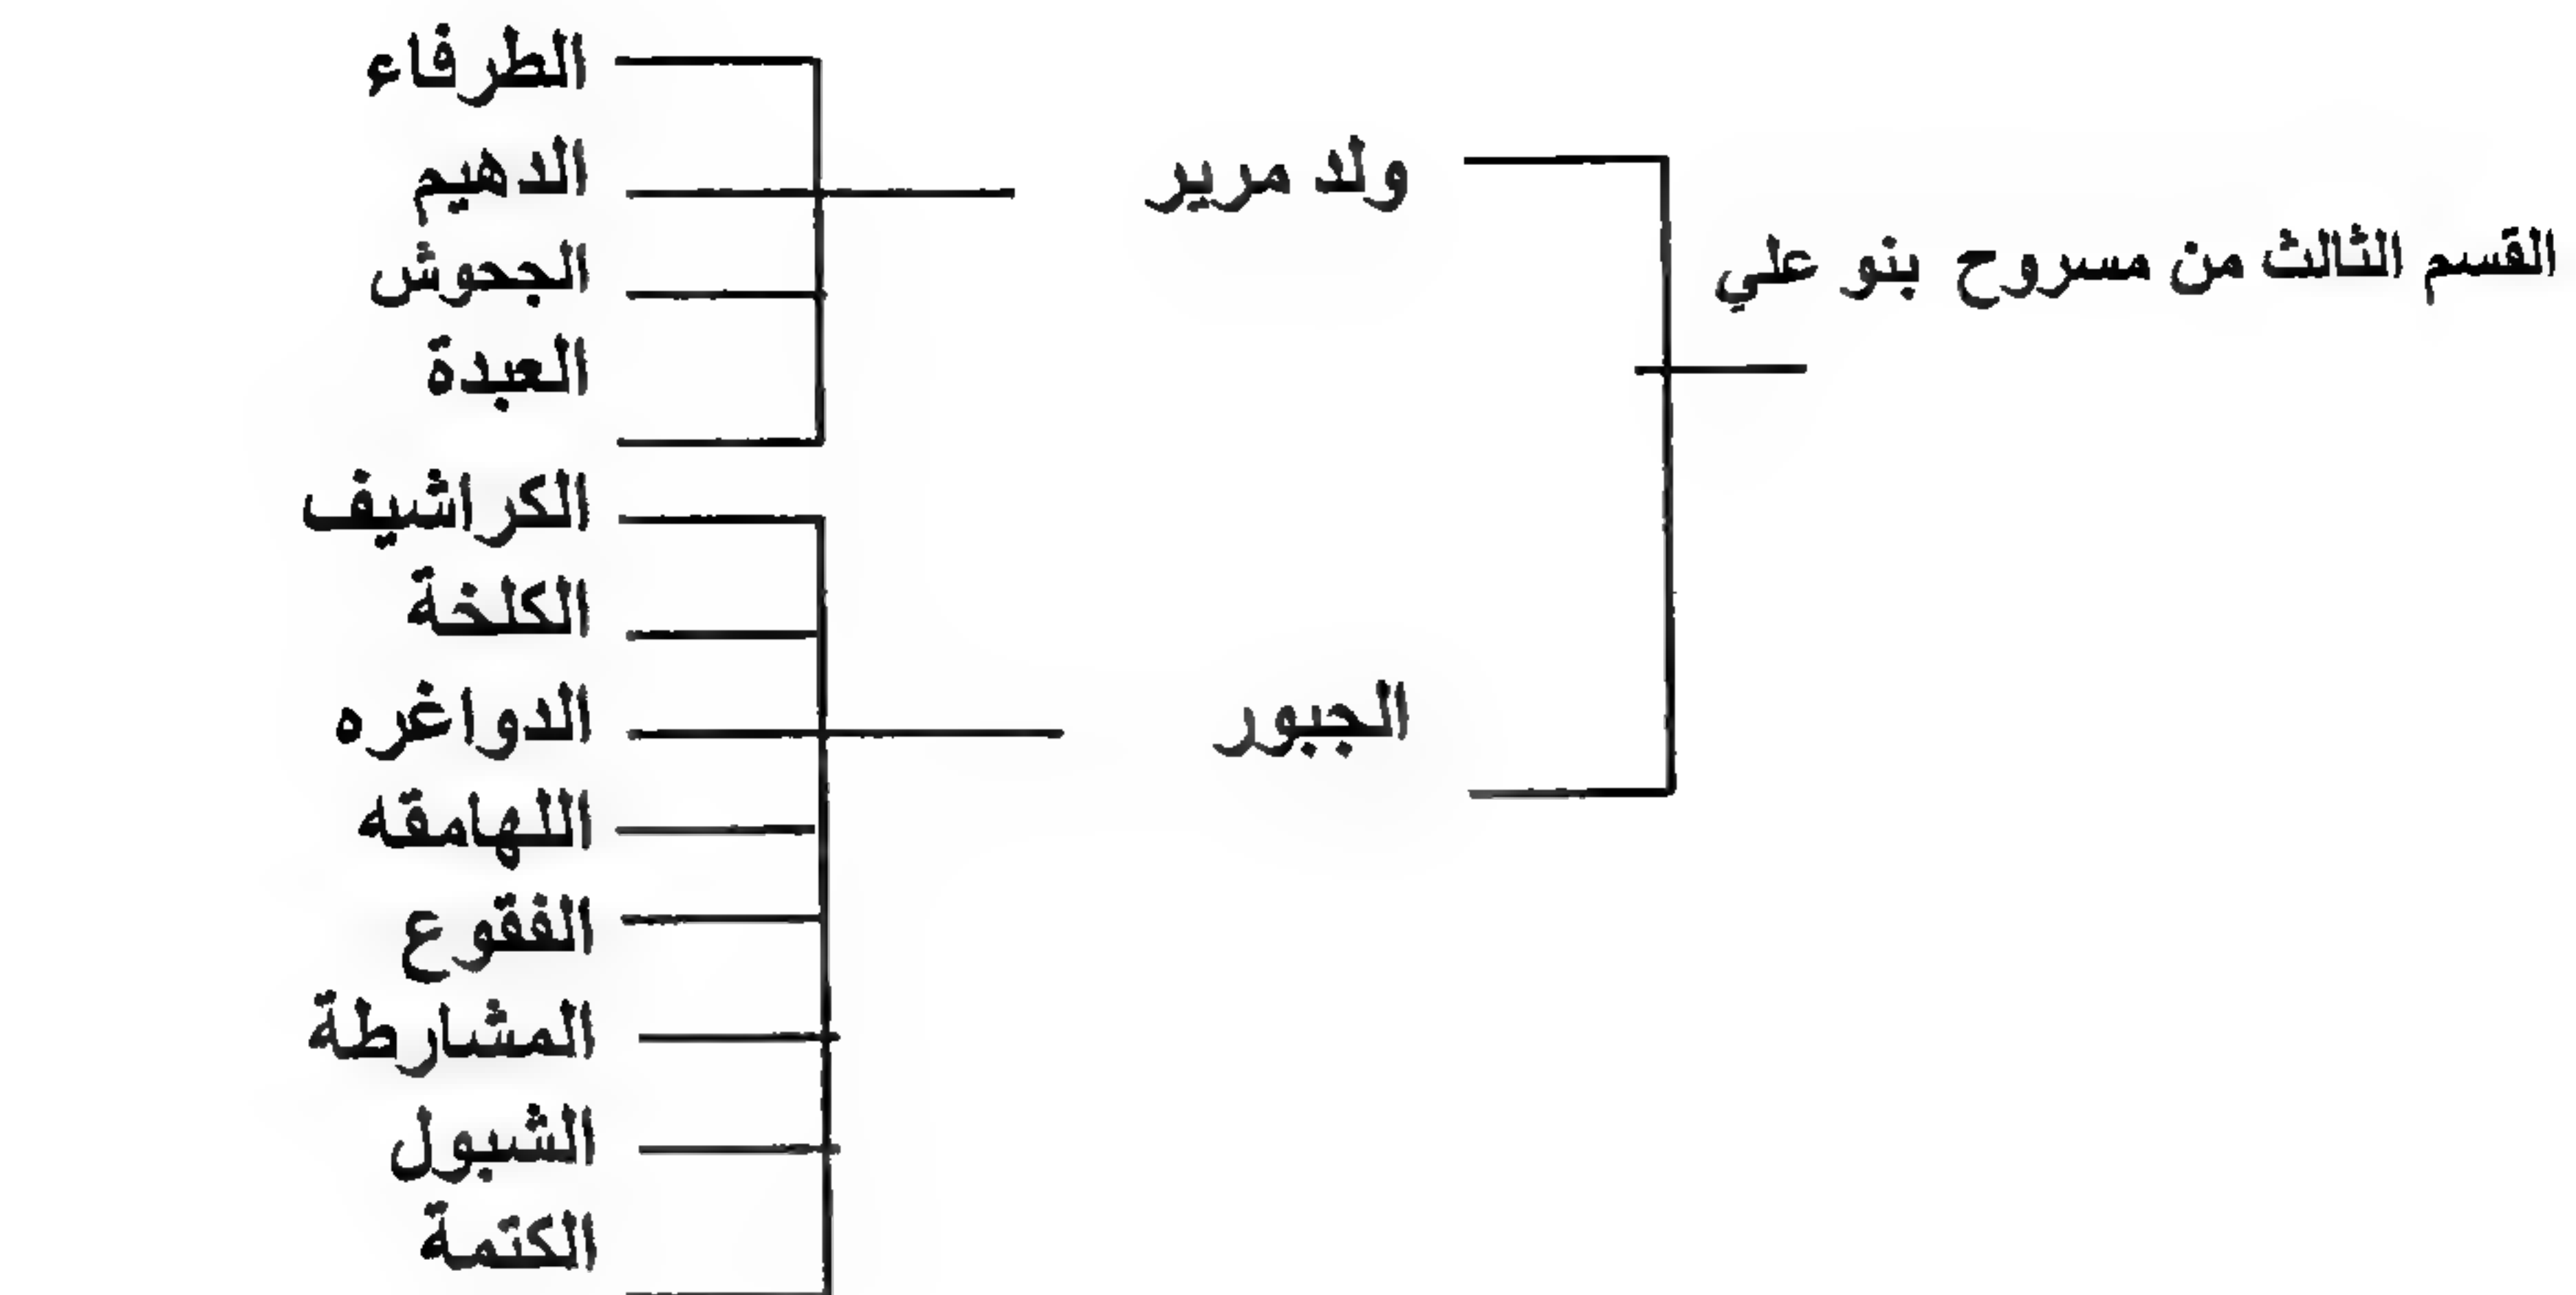 القسم الثالث من مسروح بنو علي
ولد مرير
الطرفاء
الدهيم
الجحوش
العبدة
الجبور
الكراشيف
الكلخة
الدواغره
اللهامقه
الفقوع
المشارطة
الشبول
الكتمة